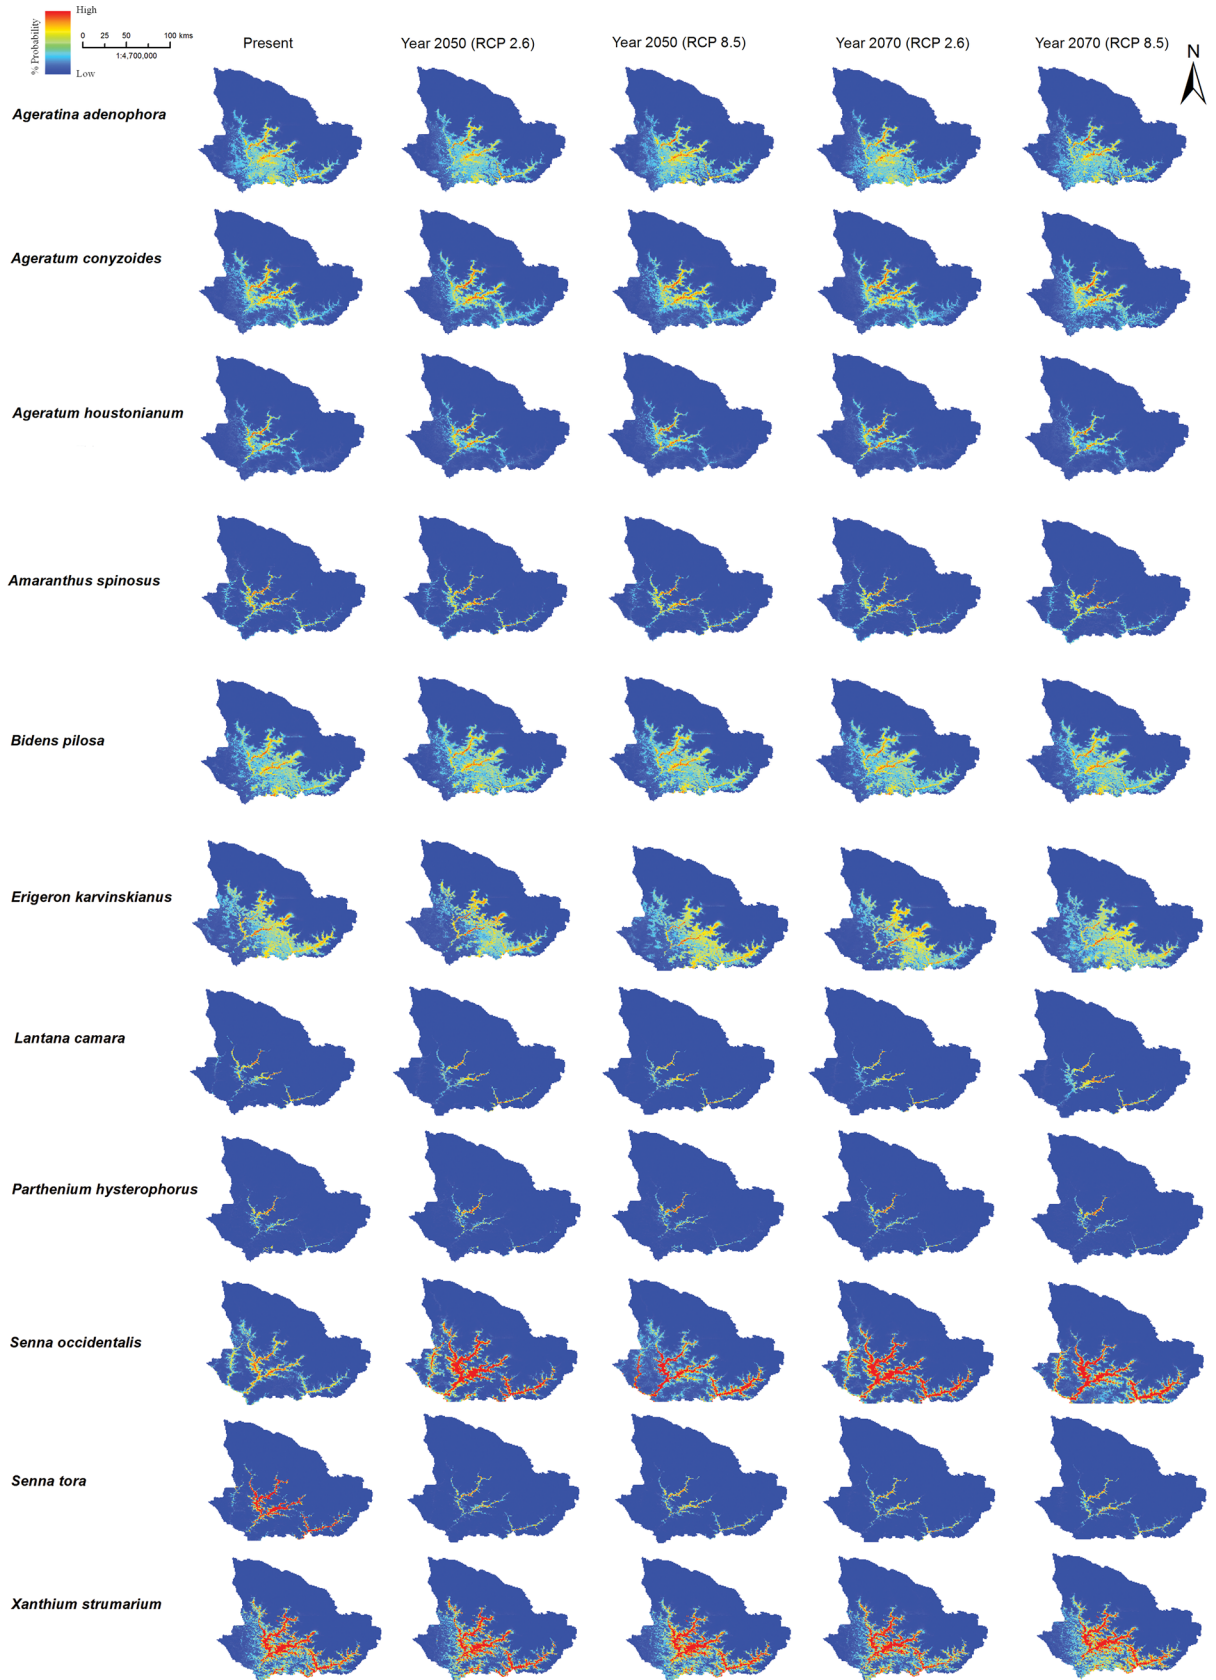 High
% Probability
Low
0 25 50 100 kms
1:4,700,000
Present
Year 2050 (RCP 2.6)
Year 2050 (RCP 8.5)
Year 2070 (RCP 2.6)
Year 2070 (RCP 8.5)
N
Ageratina adenophora
Ageratum conyzoides
Ageratum houstonianum
Amaranthus spinosus
Bidens pilosa
Erigeron karvinskianus
Lantana camara
Parthenium hysterophorus
Senna occidentalis
Senna tora
Xanthium strumarium